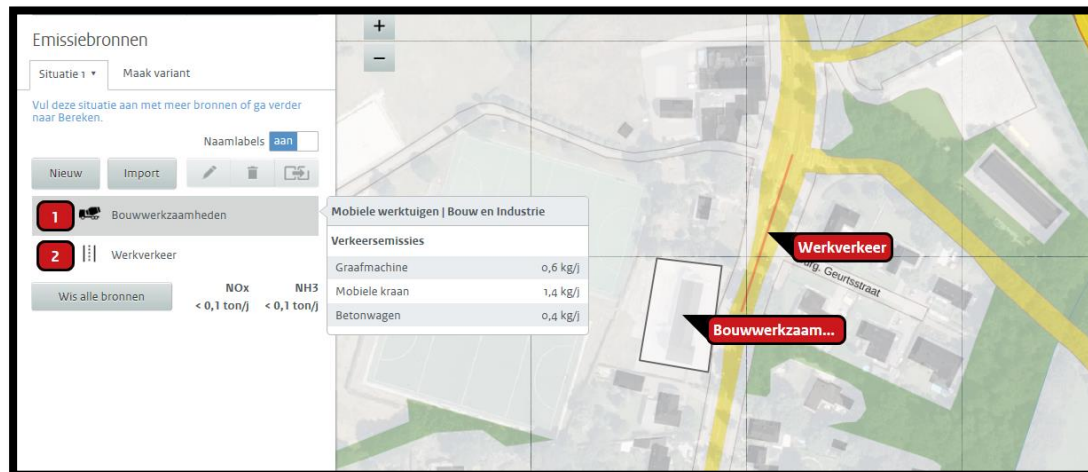 Emissiebronnen
Situatie 1 ▾ Maak variant
Vul deze situatie aan met meer bronnen of ga verder
naar Bereken.
Naamlabels aan
Nieuw Import
1 Bouwwerkzaamheden
2 Werkverkeer
Wis alle bronnen
NOx NH3
< 0,1 ton/j < 0,1 ton/j
Mobiele werktuigen | Bouw en Industrie
Verkeersemissies
Graafmachine 0,6 kg/j
Mobiele kraan 1,4 kg/j
Betonwagen 0,4 kg/j
+
−
Werkverkeer
Burg. Geurtsstraat
Bouwwerkzaam...